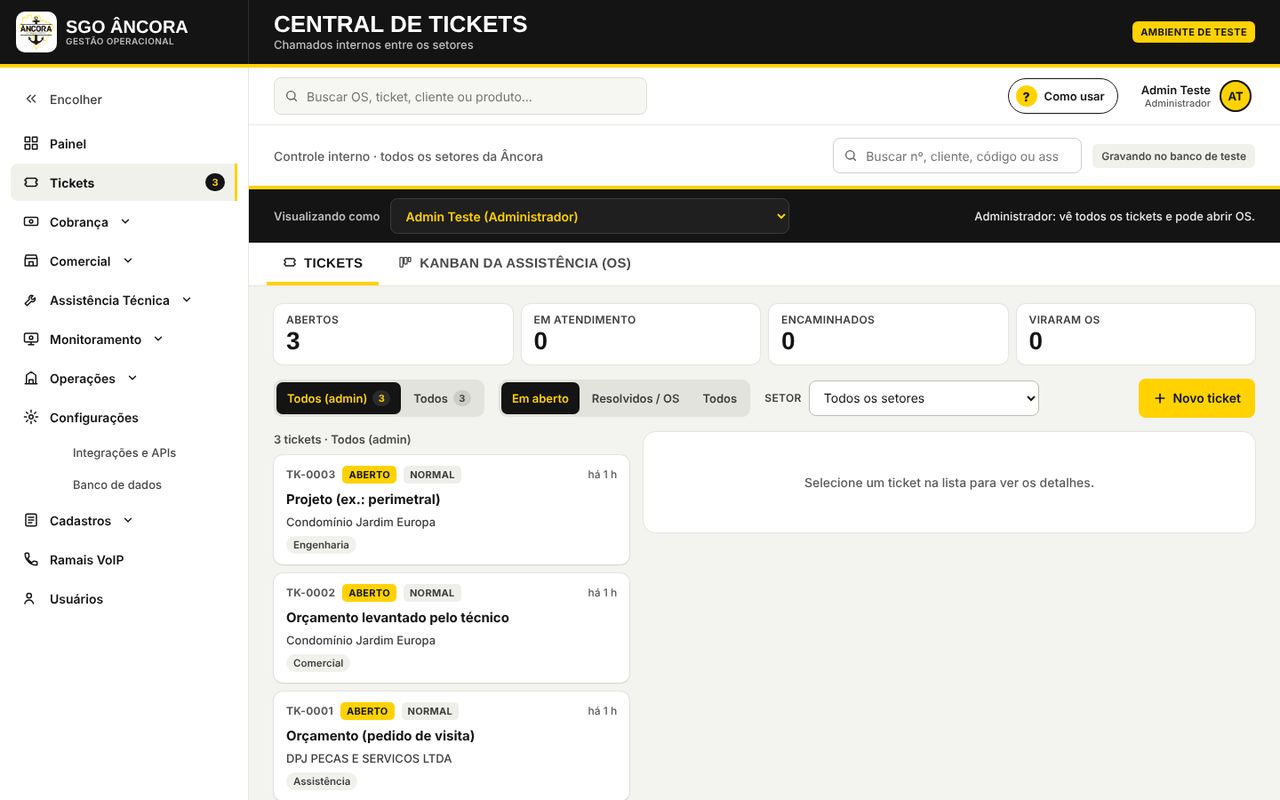 ÂNCORA
SGO ÂNCORA
GESTÃO OPERACIONAL
CENTRAL DE TICKETS
Chamados internos entre os setores
AMBIENTE DE TESTE
Encolher
Painel
Tickets 3
Cobrança
Comercial
Assistência Técnica
Monitoramento
Operações
Configurações
Integrações e APIs
Banco de dados
Cadastros
Ramais VoIP
Usuários
Buscar OS, ticket, cliente ou produto...
? Como usar
Admin Teste
Administrador
AT
Controle interno · todos os setores da Âncora
Buscar nº, cliente, código ou ass
Gravando no banco de teste
Visualizando como
Admin Teste (Administrador)
Administrador: vê todos os tickets e pode abrir OS.
TICKETS
KANBAN DA ASSISTÊNCIA (OS)
ABERTOS
3
EM ATENDIMENTO
0
ENCAMINHADOS
0
VIRARAM OS
0
Todos (admin) 3
Todos 3
Em aberto
Resolvidos / OS
Todos
SETOR
Todos os setores
+ Novo ticket
3 tickets · Todos (admin)
TK-0003 ABERTO NORMAL há 1 h
Projeto (ex.: perimetral)
Condomínio Jardim Europa
Engenharia
TK-0002 ABERTO NORMAL há 1 h
Orçamento levantado pelo técnico
Condomínio Jardim Europa
Comercial
TK-0001 ABERTO NORMAL há 1 h
Orçamento (pedido de visita)
DPJ PECAS E SERVICOS LTDA
Assistência
Selecione um ticket na lista para ver os detalhes.